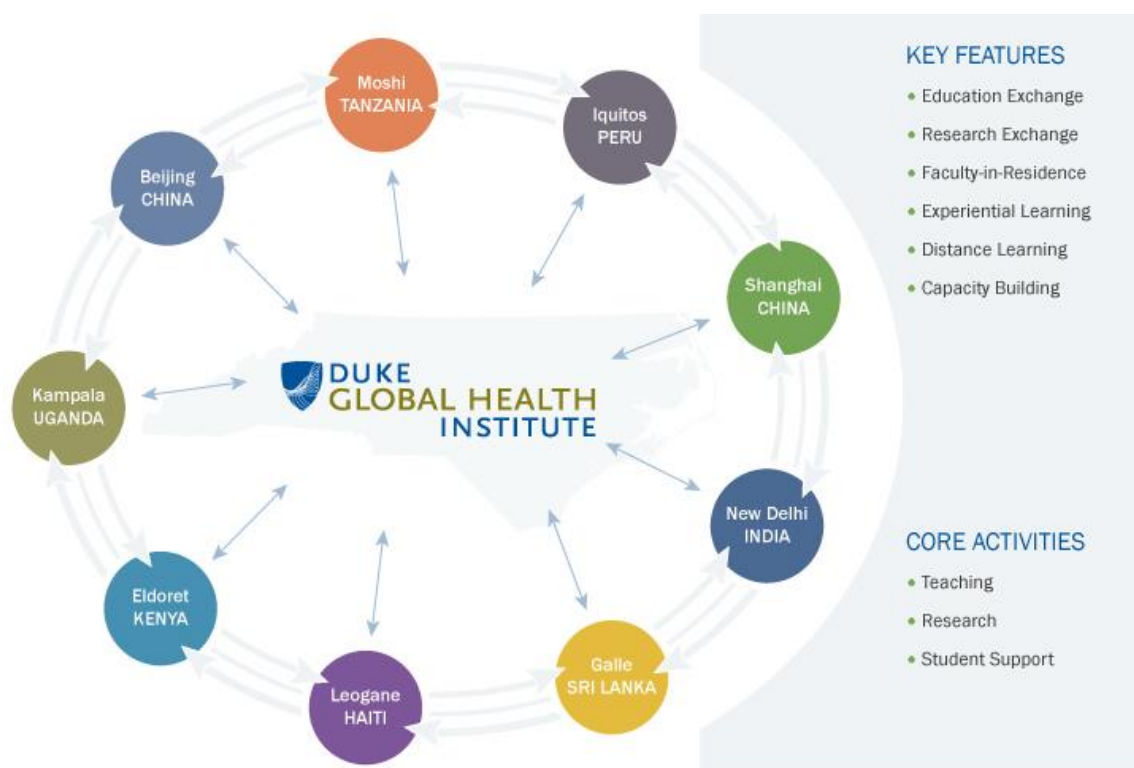 Moshi
TANZANIA
Iquitos
PERU
Beijing
CHINA
Shanghai
CHINA
Kampala
UGANDA
DUKE
GLOBAL HEALTH
INSTITUTE
New Delhi
INDIA
Eldoret
KENYA
Leogane
HAITI
Galle
SRI LANKA
KEY FEATURES
• Education Exchange
• Research Exchange
• Faculty-in-Residence
• Experiential Learning
• Distance Learning
• Capacity Building
CORE ACTIVITIES
• Teaching
• Research
• Student Support